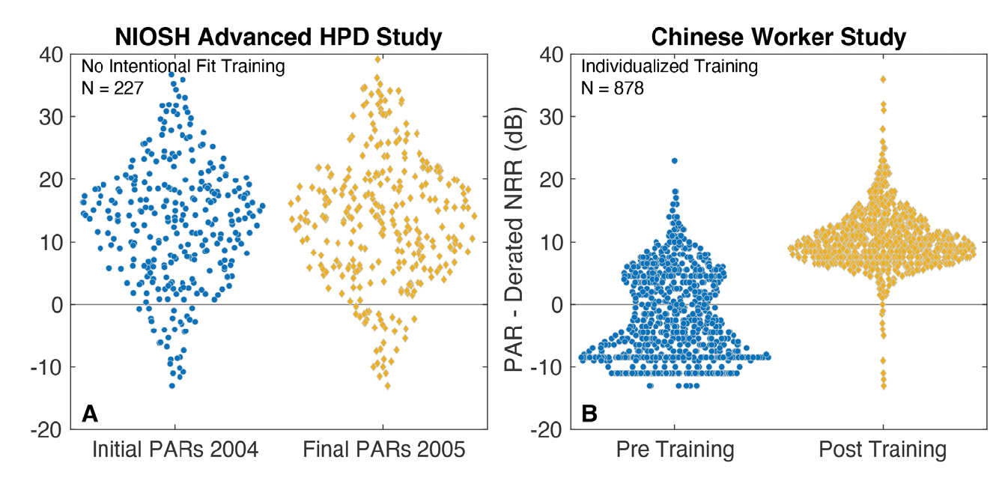 NIOSH Advanced HPD Study
No Intentional Fit Training
N = 227
40
30
20
10
0
-10
-20
A
Initial PARs 2004
Final PARs 2005
Chinese Worker Study
Individualized Training
N = 878
PAR - Derated NRR (dB)
40
30
20
10
0
-10
-20
B
Pre Training
Post Training